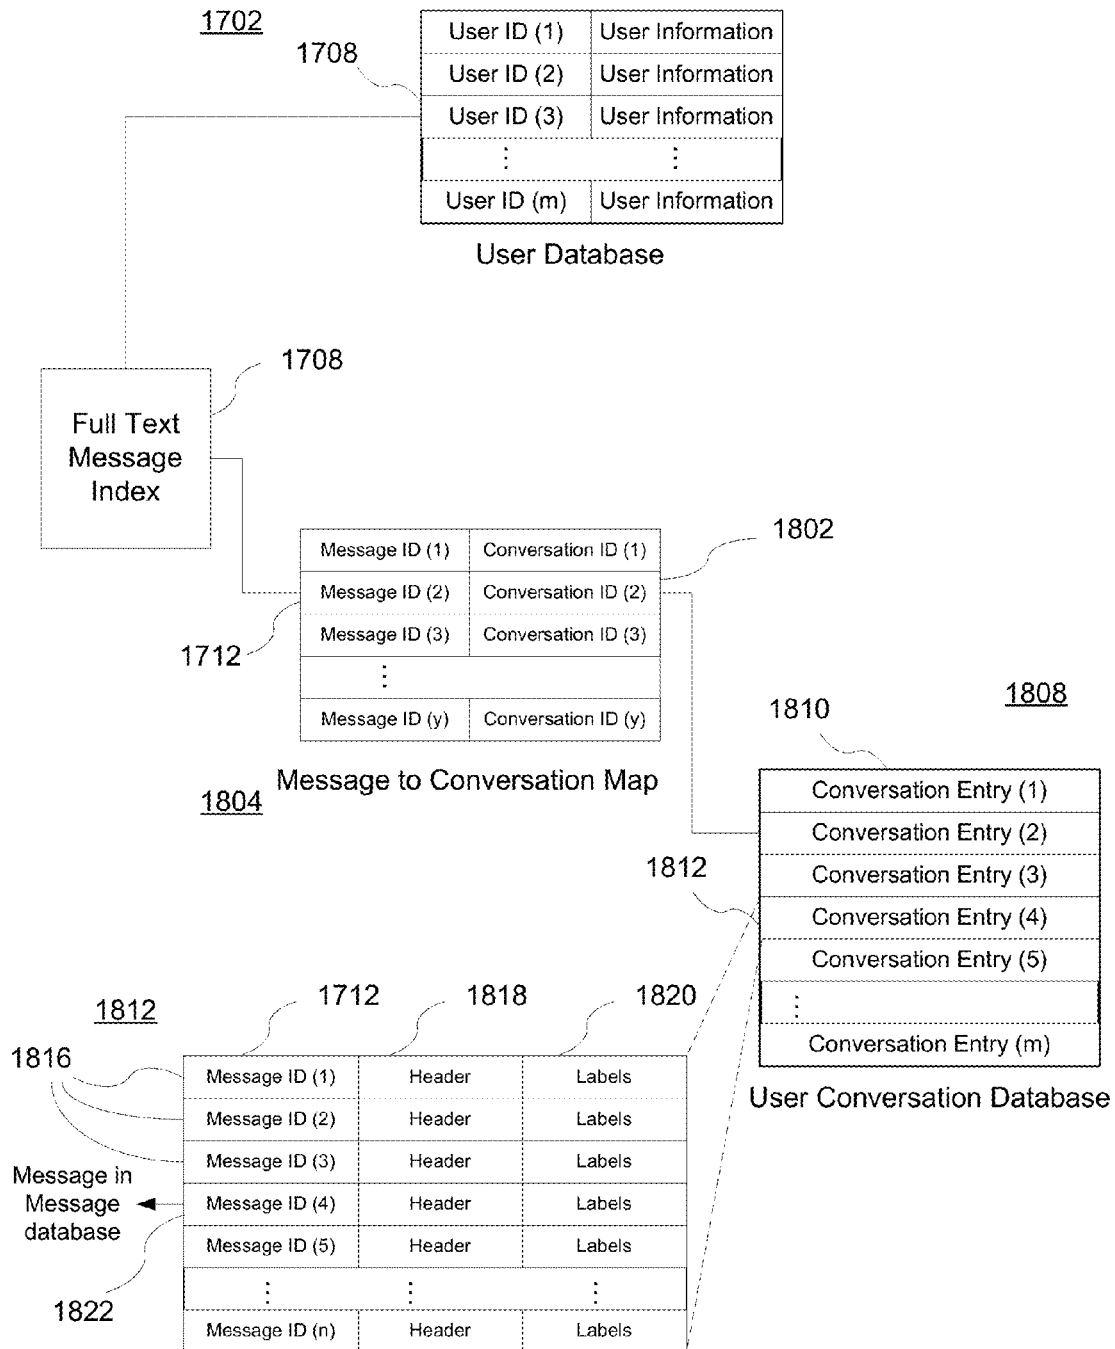 1702
1708
User ID (1) User Information
User ID (2) User Information
User ID (3) User Information
⋮ ⋮
User ID (m) User Information
User Database
1708
Full Text
Message
Index
1802
Message ID (1) Conversation ID (1)
Message ID (2) Conversation ID (2)
Message ID (3) Conversation ID (3)
⋮
Message ID (y) Conversation ID (y)
1712
Message to Conversation Map
1804
1808
1810
Conversation Entry (1)
Conversation Entry (2)
Conversation Entry (3)
Conversation Entry (4)
Conversation Entry (5)
⋮
Conversation Entry (m)
User Conversation Database
1812
1812
1712 1818 1820
1816
Message ID (1) Header Labels
Message ID (2) Header Labels
Message ID (3) Header Labels
Message ID (4) Header Labels
Message ID (5) Header Labels
⋮ ⋮ ⋮
Message ID (n) Header Labels
Message in
Message
database
1822